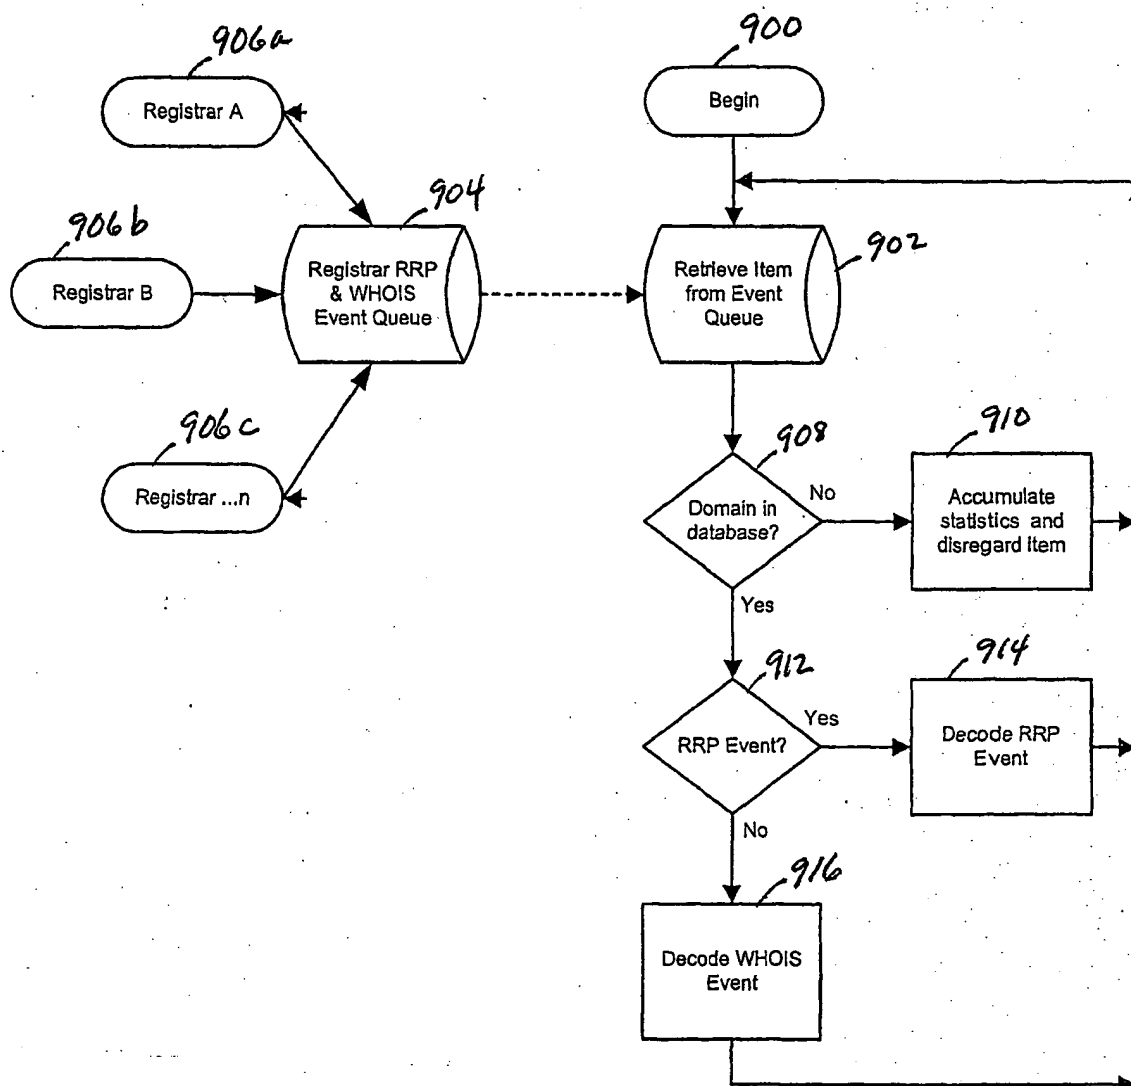 906a
Registrar A
900
Begin
904
Registrar RRP
& WHOIS
Event Queue
906b
Registrar B
902
Retrieve Item
from Event
Queue
906c
Registrar ...n
908
Domain in
database?
No
910
Accumulate
statistics and
disregard item
Yes
912
RRP Event?
Yes
914
Decode RRP
Event
No
916
Decode WHOIS
Event